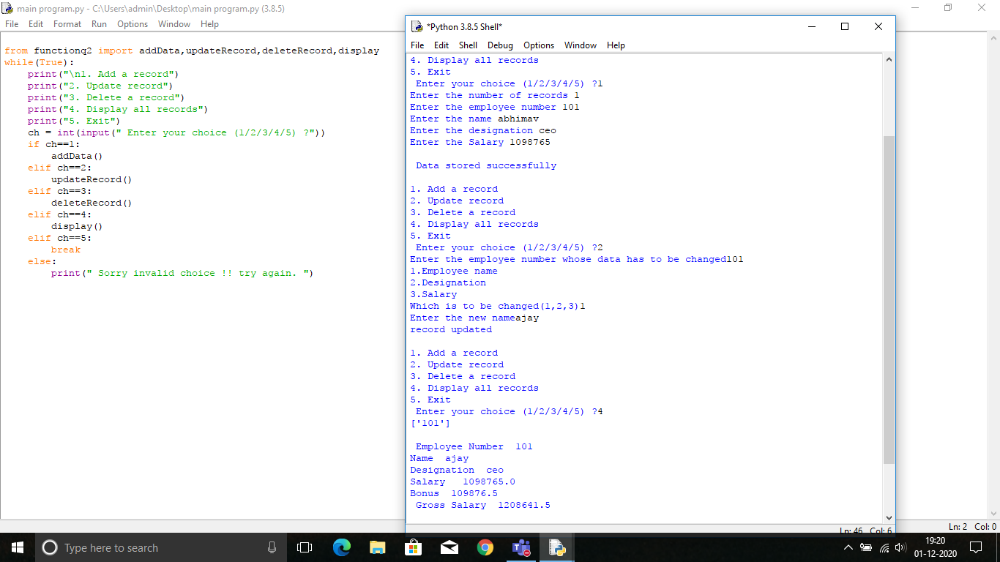 main program.py - C:\Users\admin\Desktop\main program.py (3.8.5)
File Edit Format Run Options Window Help
from functionq2 import addData,updateRecord,deleteRecord,display
while(True):
    print("\n1. Add a record")
    print("2. Update record")
    print("3. Delete a record")
    print("4. Display all records")
    print("5. Exit")
    ch = int(input(" Enter your choice (1/2/3/4/5) ?"))
    if ch==1:
        addData()
    elif ch==2:
        updateRecord()
    elif ch==3:
        deleteRecord()
    elif ch==4:
        display()
    elif ch==5:
        break
    else:
        print(" Sorry invalid choice !! try again. ")
*Python 3.8.5 Shell*
File Edit Shell Debug Options Window Help
4. Display all records
5. Exit
 Enter your choice (1/2/3/4/5) ?1
Enter the number of records 1
Enter the employee number 101
Enter the name abhimav
Enter the designation ceo
Enter the Salary 1098765
 Data stored successfully
1. Add a record
2. Update record
3. Delete a record
4. Display all records
5. Exit
 Enter your choice (1/2/3/4/5) ?2
Enter the employee number whose data has to be changed101
1.Employee name
2.Designation
3.Salary
Which is to be changed(1,2,3)1
Enter the new nameajay
record updated
1. Add a record
2. Update record
3. Delete a record
4. Display all records
5. Exit
 Enter your choice (1/2/3/4/5) ?4
['101']
 Employee Number  101
Name  ajay
Designation  ceo
Salary   1098765.0
Bonus  109876.5
 Gross Salary  1208641.5
Ln: 46 Col: 6
Ln: 2 Col: 0
Type here to search
19:20
01-12-2020